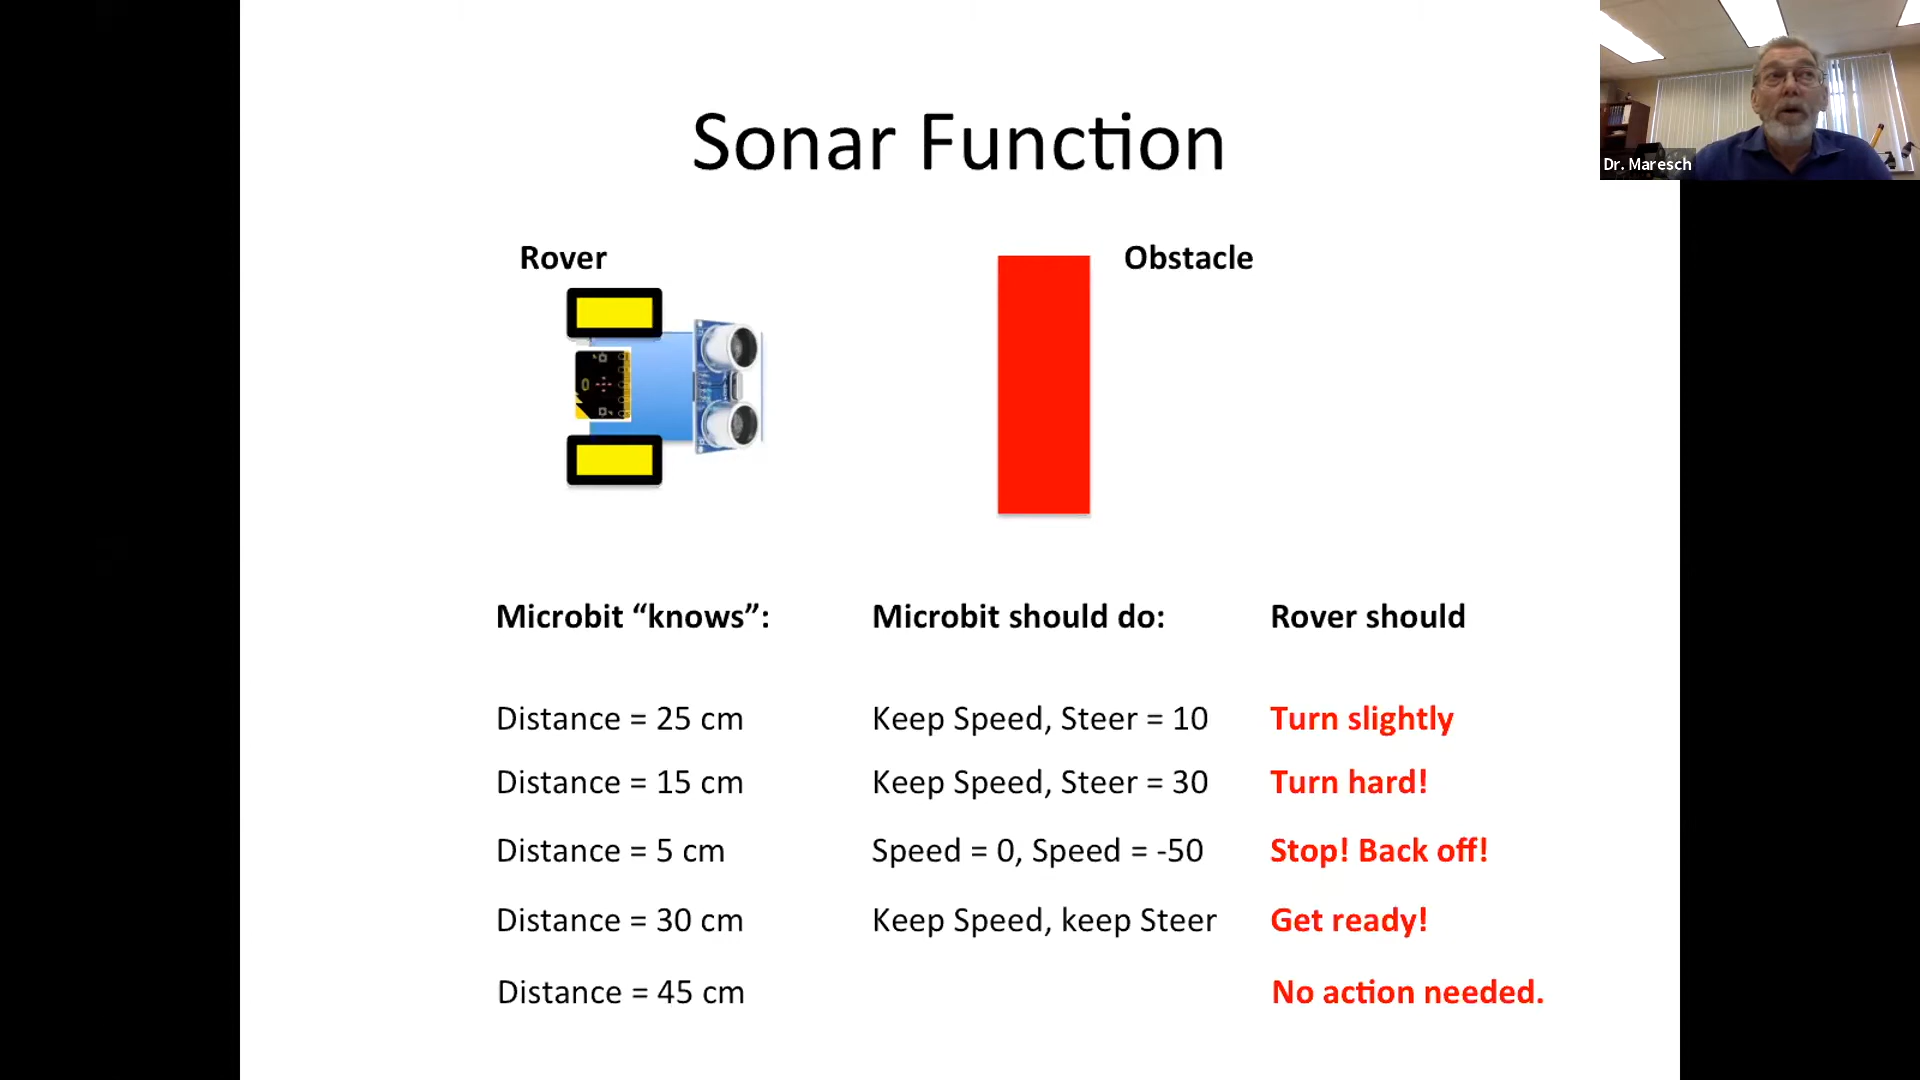 Sonar Function
Dr. Maresch
Rover
Obstacle
Microbit “knows”: Microbit should do: Rover should
Distance = 25 cm Keep Speed, Steer = 10 Turn slightly
Distance = 15 cm Keep Speed, Steer = 30 Turn hard!
Distance = 5 cm Speed = 0, Speed = -50 Stop! Back off!
Distance = 30 cm Keep Speed, keep Steer Get ready!
Distance = 45 cm No action needed.